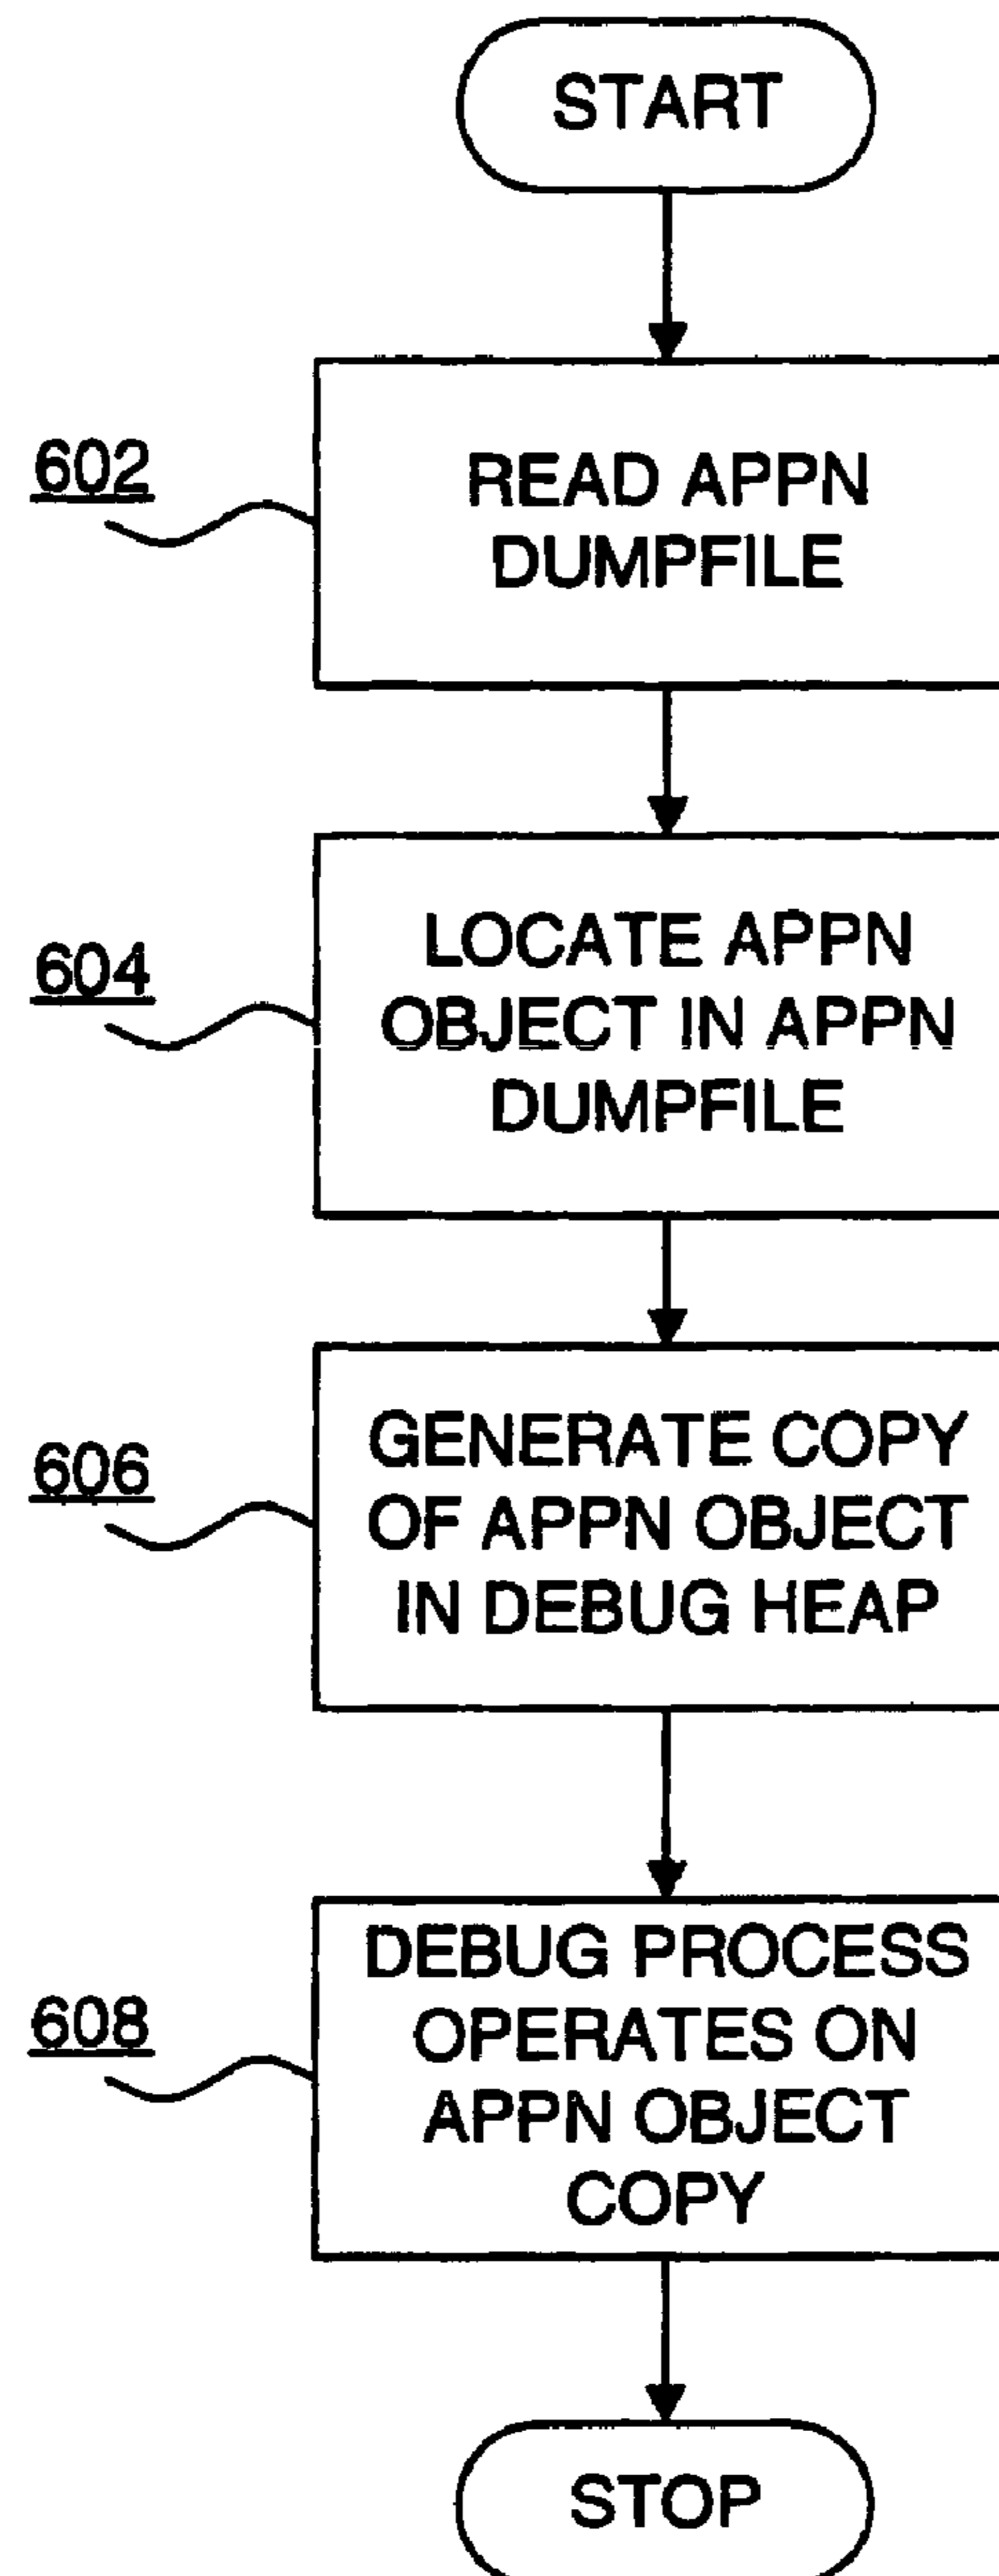 START
602
READ APPN
DUMPFILE
604
LOCATE APPN
OBJECT IN APPN
DUMPFILE
606
GENERATE COPY
OF APPN OBJECT
IN DEBUG HEAP
608
DEBUG PROCESS
OPERATES ON
APPN OBJECT
COPY
STOP